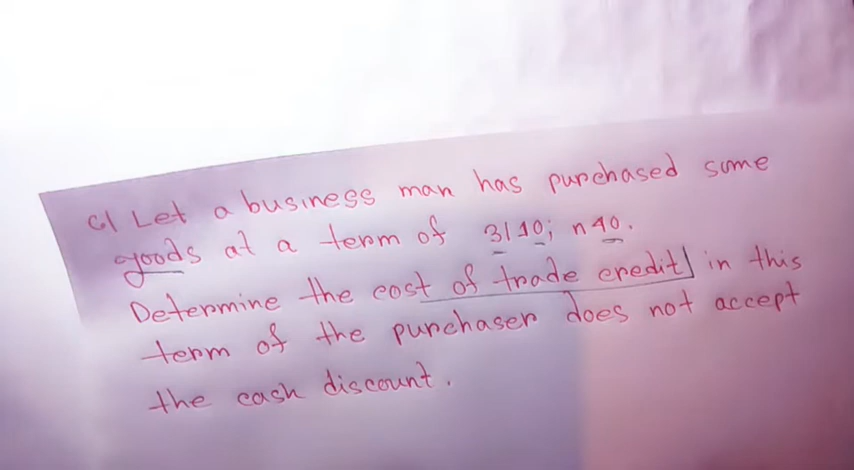 c) Let a business man has purchased some
goods at a term of 3/10; n40.
Determine the cost of trade credit in this
term of the purchaser does not accept
the cash discount.